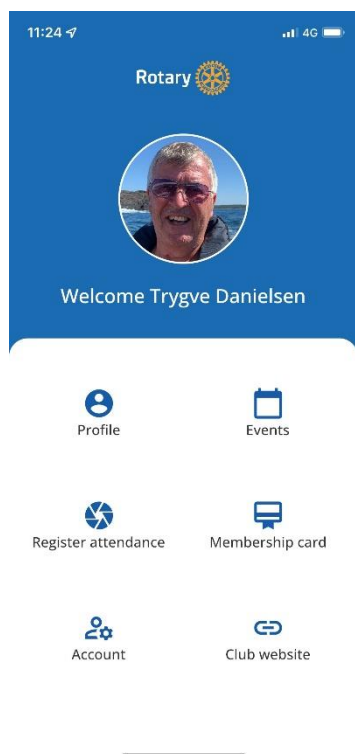 11:24
4G
Rotary
Welcome Trygve Danielsen
Profile
Events
Register attendance
Membership card
Account
Club website